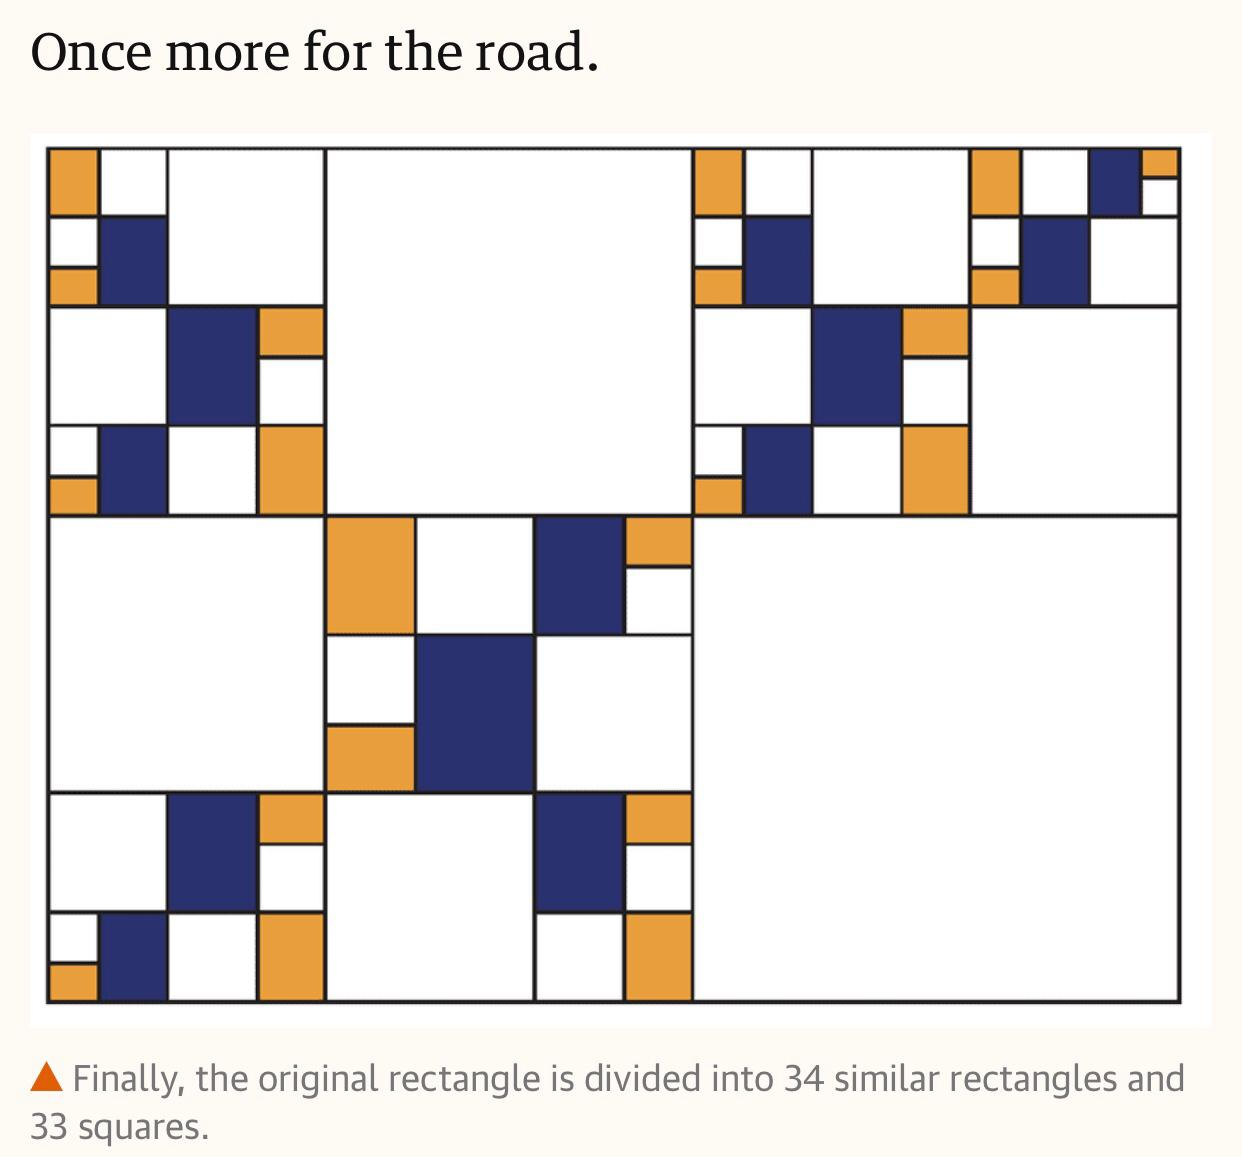 Once more for the road.
Finally, the original rectangle is divided into 34 similar rectangles and
33 squares.